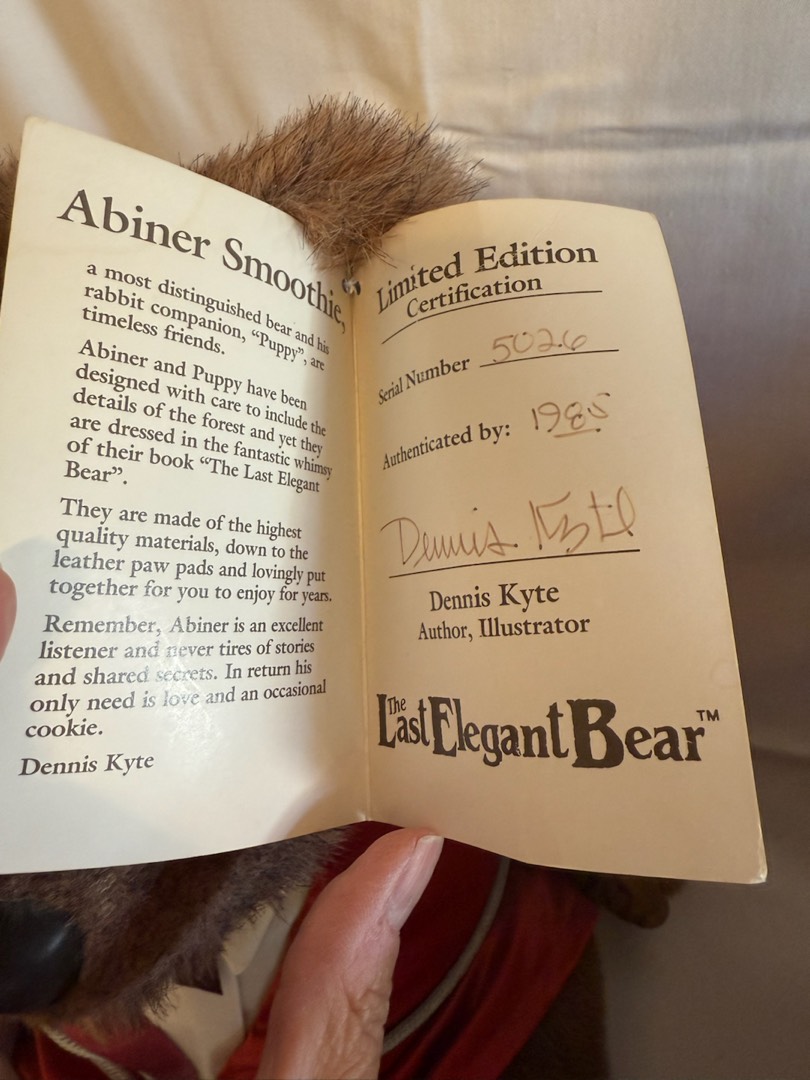 Abiner Smoothie,
a most distinguished bear and his
rabbit companion, “Puppy”, are
timeless friends.
Abiner and Puppy have been
designed with care to include the
details of the forest and yet they
are dressed in the fantastic whimsy
of their book “The Last Elegant
Bear”.
They are made of the highest
quality materials, down to the
leather paw pads and lovingly put
together for you to enjoy for years.
Remember, Abiner is an excellent
listener and never tires of stories
and shared secrets. In return his
only need is love and an occasional
cookie.
Dennis Kyte
Limited Edition
Certification
Serial Number 5026
Authenticated by: 1985
Dennis Kyte
Dennis Kyte
Author, Illustrator
The Last Elegant Bear™